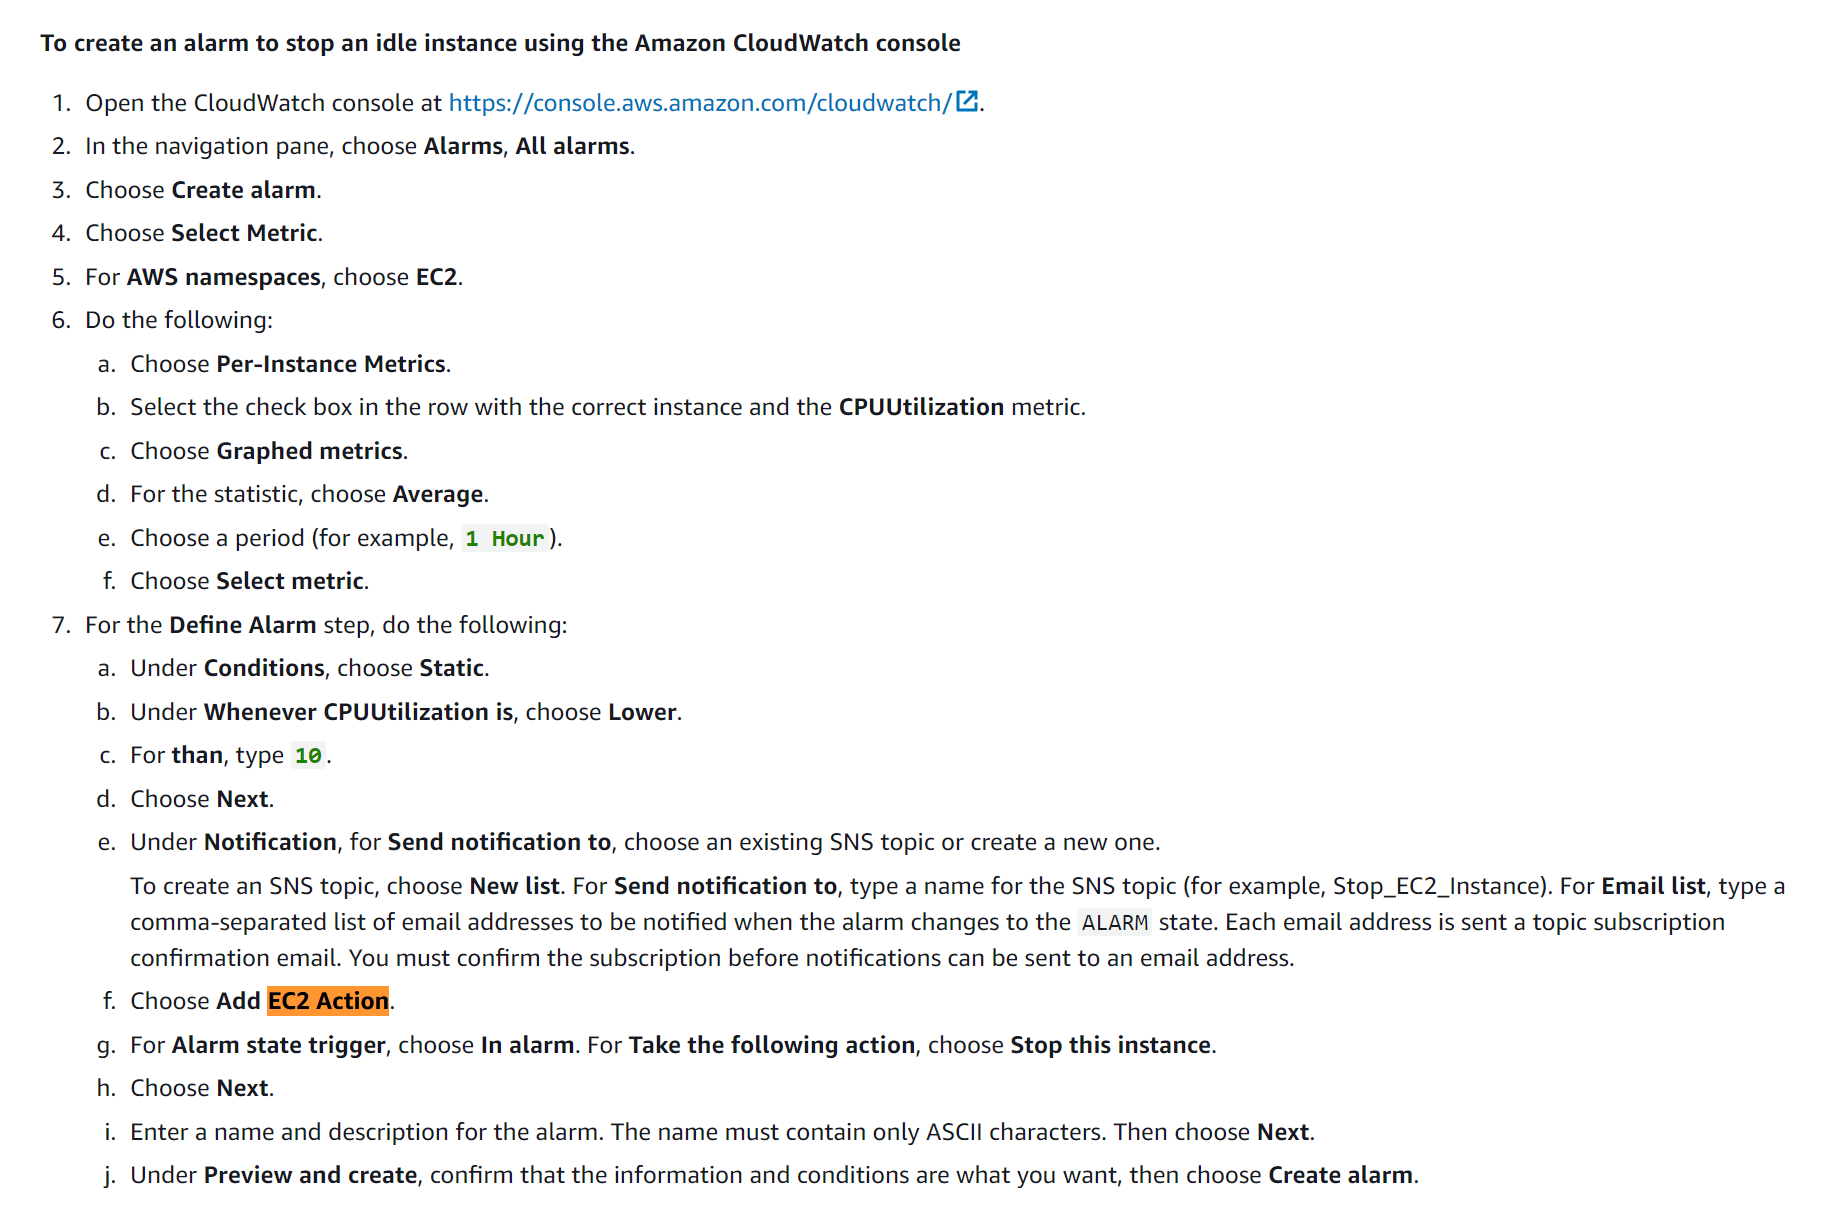 To create an alarm to stop an idle instance using the Amazon CloudWatch console
1. Open the CloudWatch console at https://console.aws.amazon.com/cloudwatch/.
2. In the navigation pane, choose Alarms, All alarms.
3. Choose Create alarm.
4. Choose Select Metric.
5. For AWS namespaces, choose EC2.
6. Do the following:
a. Choose Per-Instance Metrics.
b. Select the check box in the row with the correct instance and the CPUUtilization metric.
c. Choose Graphed metrics.
d. For the statistic, choose Average.
e. Choose a period (for example, 1 Hour).
f. Choose Select metric.
7. For the Define Alarm step, do the following:
a. Under Conditions, choose Static.
b. Under Whenever CPUUtilization is, choose Lower.
c. For than, type 10.
d. Choose Next.
e. Under Notification, for Send notification to, choose an existing SNS topic or create a new one.
To create an SNS topic, choose New list. For Send notification to, type a name for the SNS topic (for example, Stop_EC2_Instance). For Email list, type a
comma-separated list of email addresses to be notified when the alarm changes to the ALARM state. Each email address is sent a topic subscription
confirmation email. You must confirm the subscription before notifications can be sent to an email address.
f. Choose Add EC2 Action.
g. For Alarm state trigger, choose In alarm. For Take the following action, choose Stop this instance.
h. Choose Next.
i. Enter a name and description for the alarm. The name must contain only ASCII characters. Then choose Next.
j. Under Preview and create, confirm that the information and conditions are what you want, then choose Create alarm.